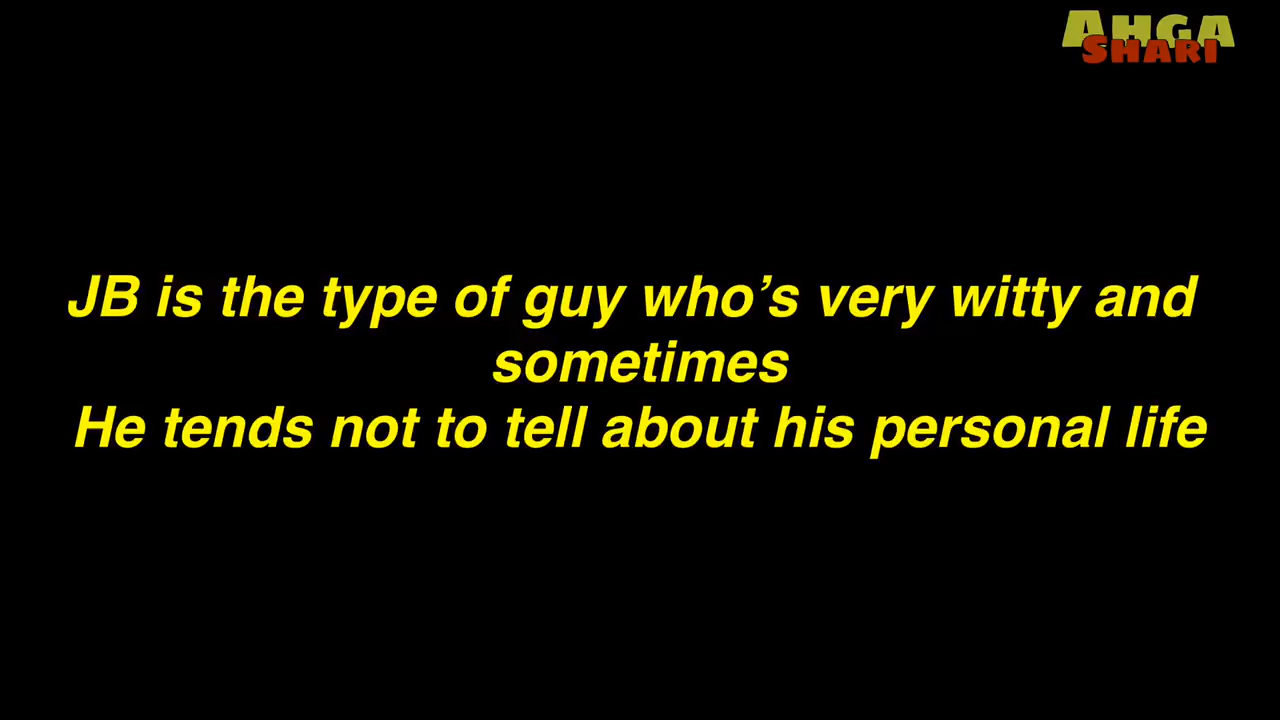 AHGA
SHARI
JB is the type of guy who's very witty and
sometimes
He tends not to tell about his personal life